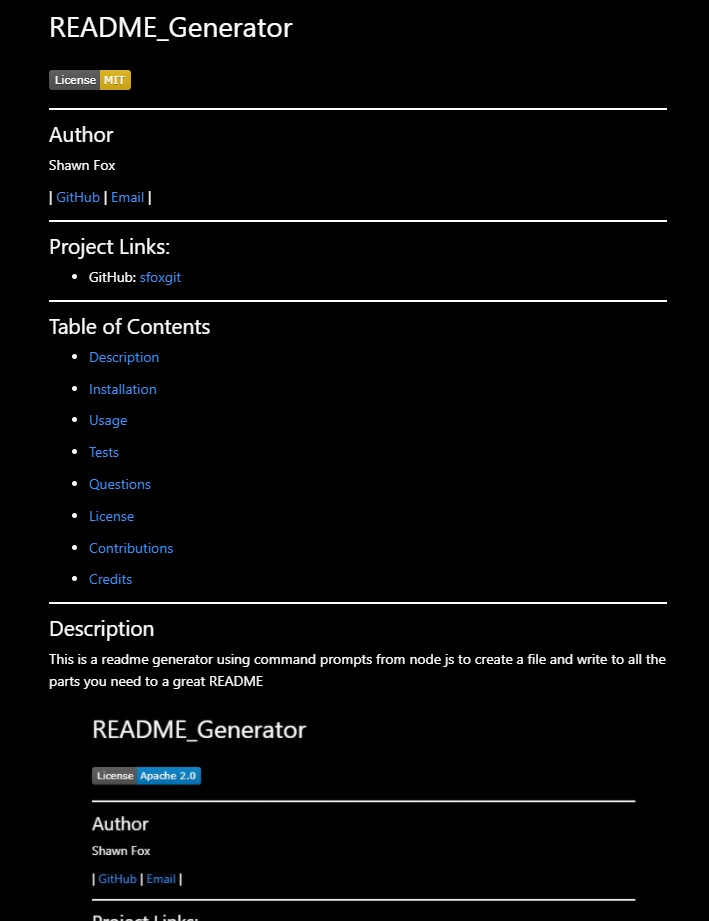 README_Generator
License MIT
Author
Shawn Fox
| GitHub | Email |
Project Links:
GitHub: sfoxgit
Table of Contents
Description
Installation
Usage
Tests
Questions
License
Contributions
Credits
Description
This is a readme generator using command prompts from node js to create a file and write to all the
parts you need to a great README
README_Generator
License Apache 2.0
Author
Shawn Fox
| GitHub | Email |
Project Links: